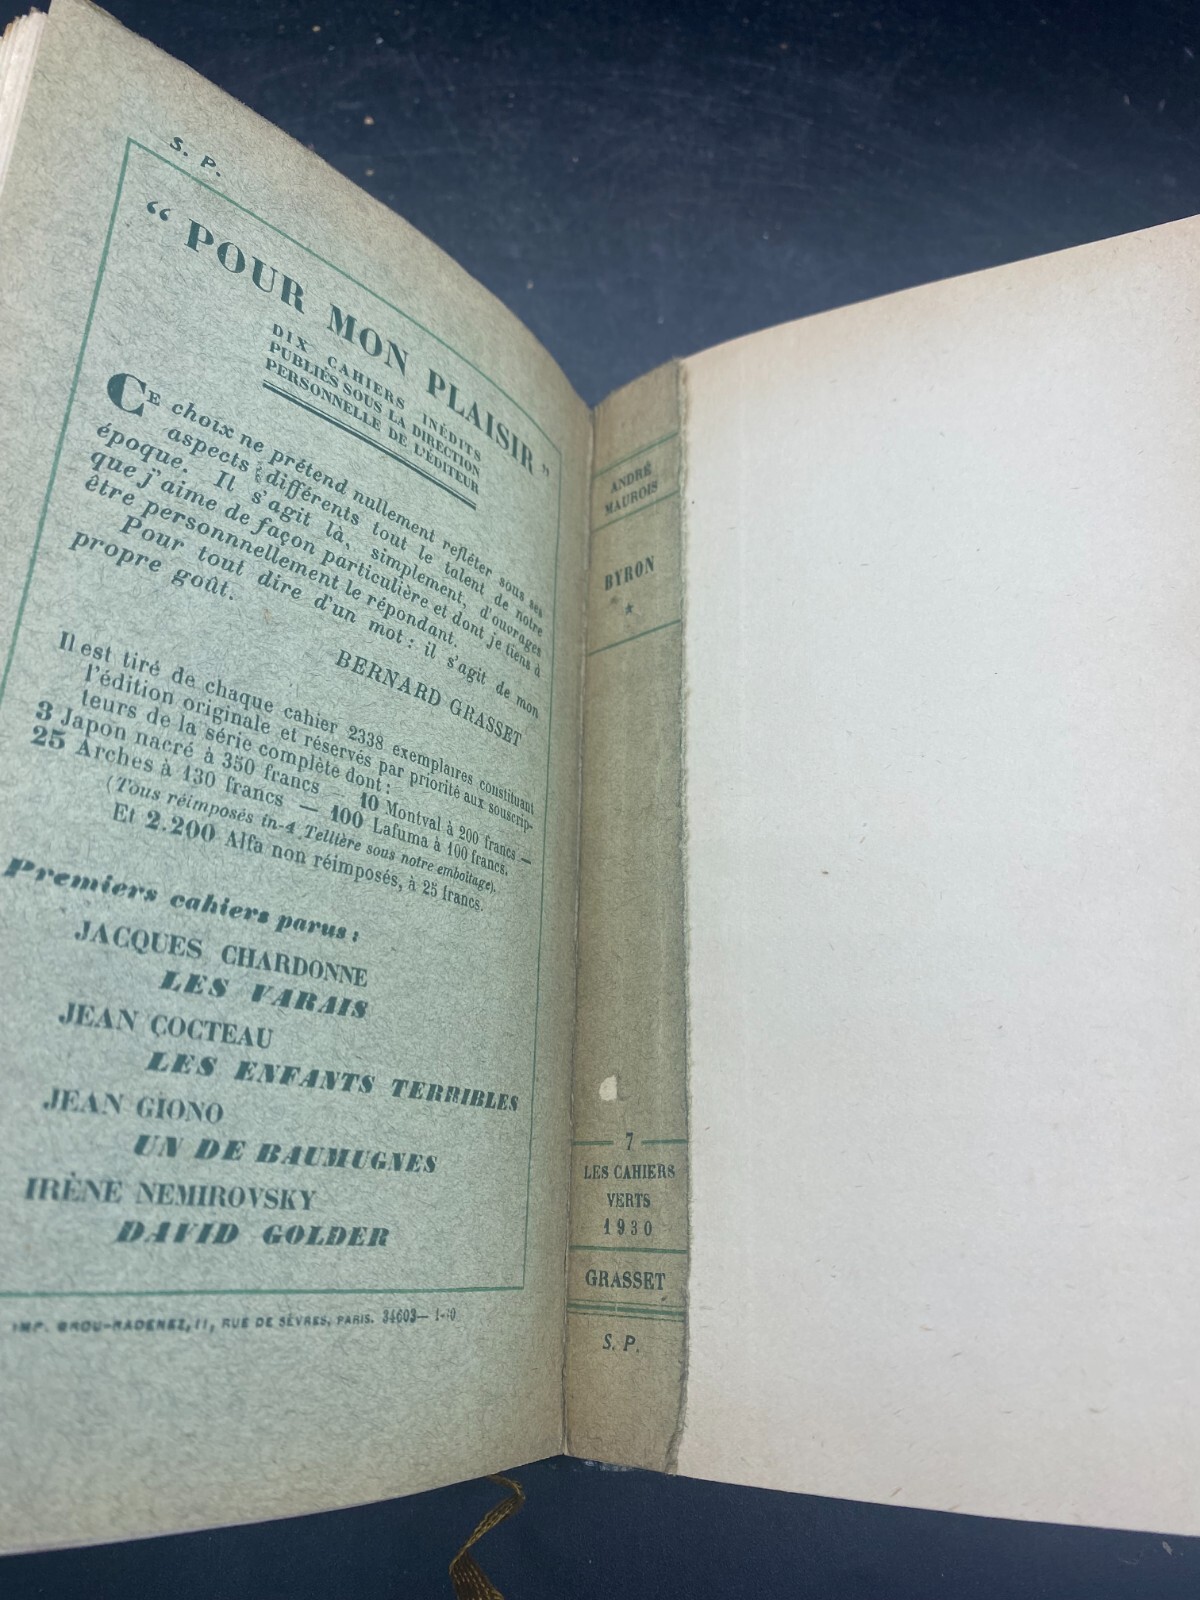 S. P.
“ POUR MON PLAISIR ”
DIX CAHIERS INÉDITS
PUBLIÉS SOUS LA DIRECTION
PERSONNELLE DE L'ÉDITEUR
CE choix ne prétend nullement refléter sous ses
aspects différents tout le talent de notre
époque. Il s'agit là, simplement, d'ouvrages
que j'aime de façon particulière et dont je tiens à
être personnnellement le répondant.
Pour tout dire d'un mot : il s'agit de mon
propre goût.
BERNARD GRASSET
Il est tiré de chaque cahier 2338 exemplaires constituant
l'édition originale et réservés par priorité aux souscrip-
teurs de la série complète dont :
3 Japon nacré à 350 francs — 10 Montval à 200 francs —
25 Arches à 130 francs — 100 Lafuma à 100 francs.
(Tous réimposés in-4 Tellière sous notre emboîtage).
Et 2.200 Alfa non réimposés, à 25 francs.
Premiers cahiers parus :
JACQUES CHARDONNE
LES VARAIS
JEAN COCTEAU
LES ENFANTS TERRIBLES
JEAN GIONO
UN DE BAUMUGNES
IRÈNE NEMIROVSKY
DAVID GOLDER
IMP. GROU-RADENEZ, 11, RUE DE SÈVRES, PARIS. 34603—
ANDRÉ
MAUROIS
BYRON
*
7
LES CAHIERS
VERTS
1930
GRASSET
S. P.